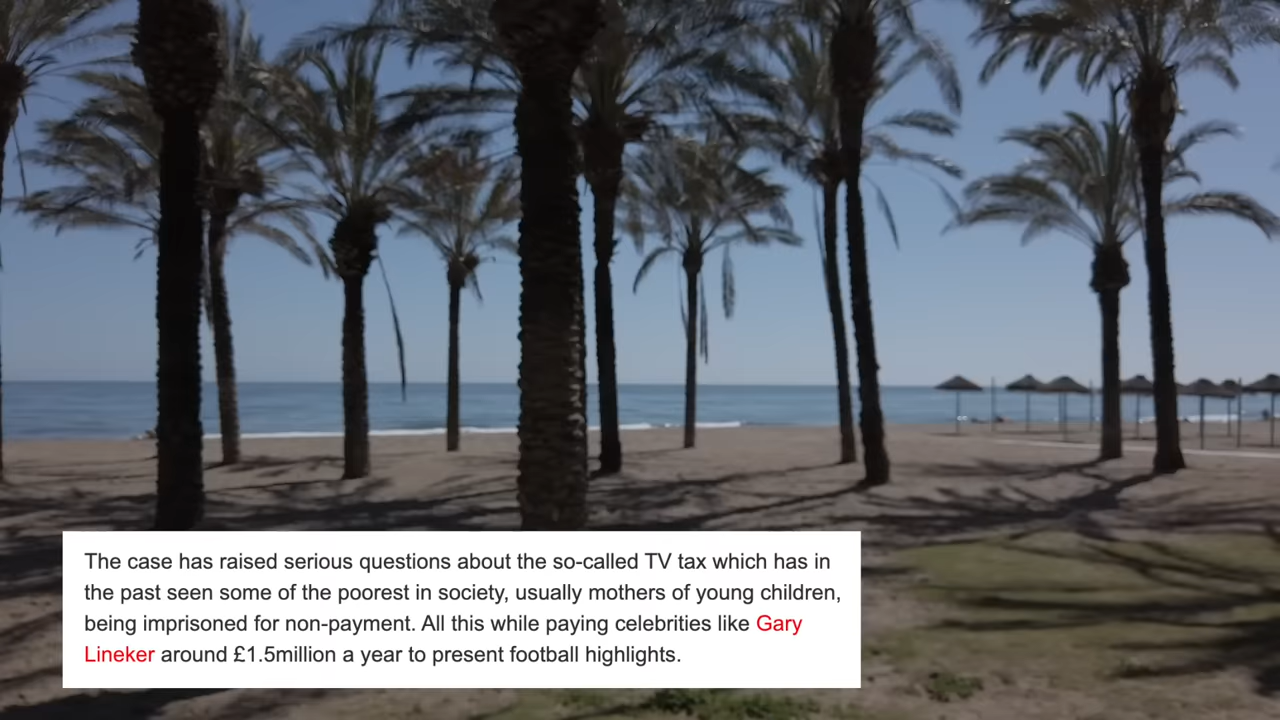 The case has raised serious questions about the so-called TV tax which has in
the past seen some of the poorest in society, usually mothers of young children,
being imprisoned for non-payment. All this while paying celebrities like Gary
Lineker around £1.5million a year to present football highlights.